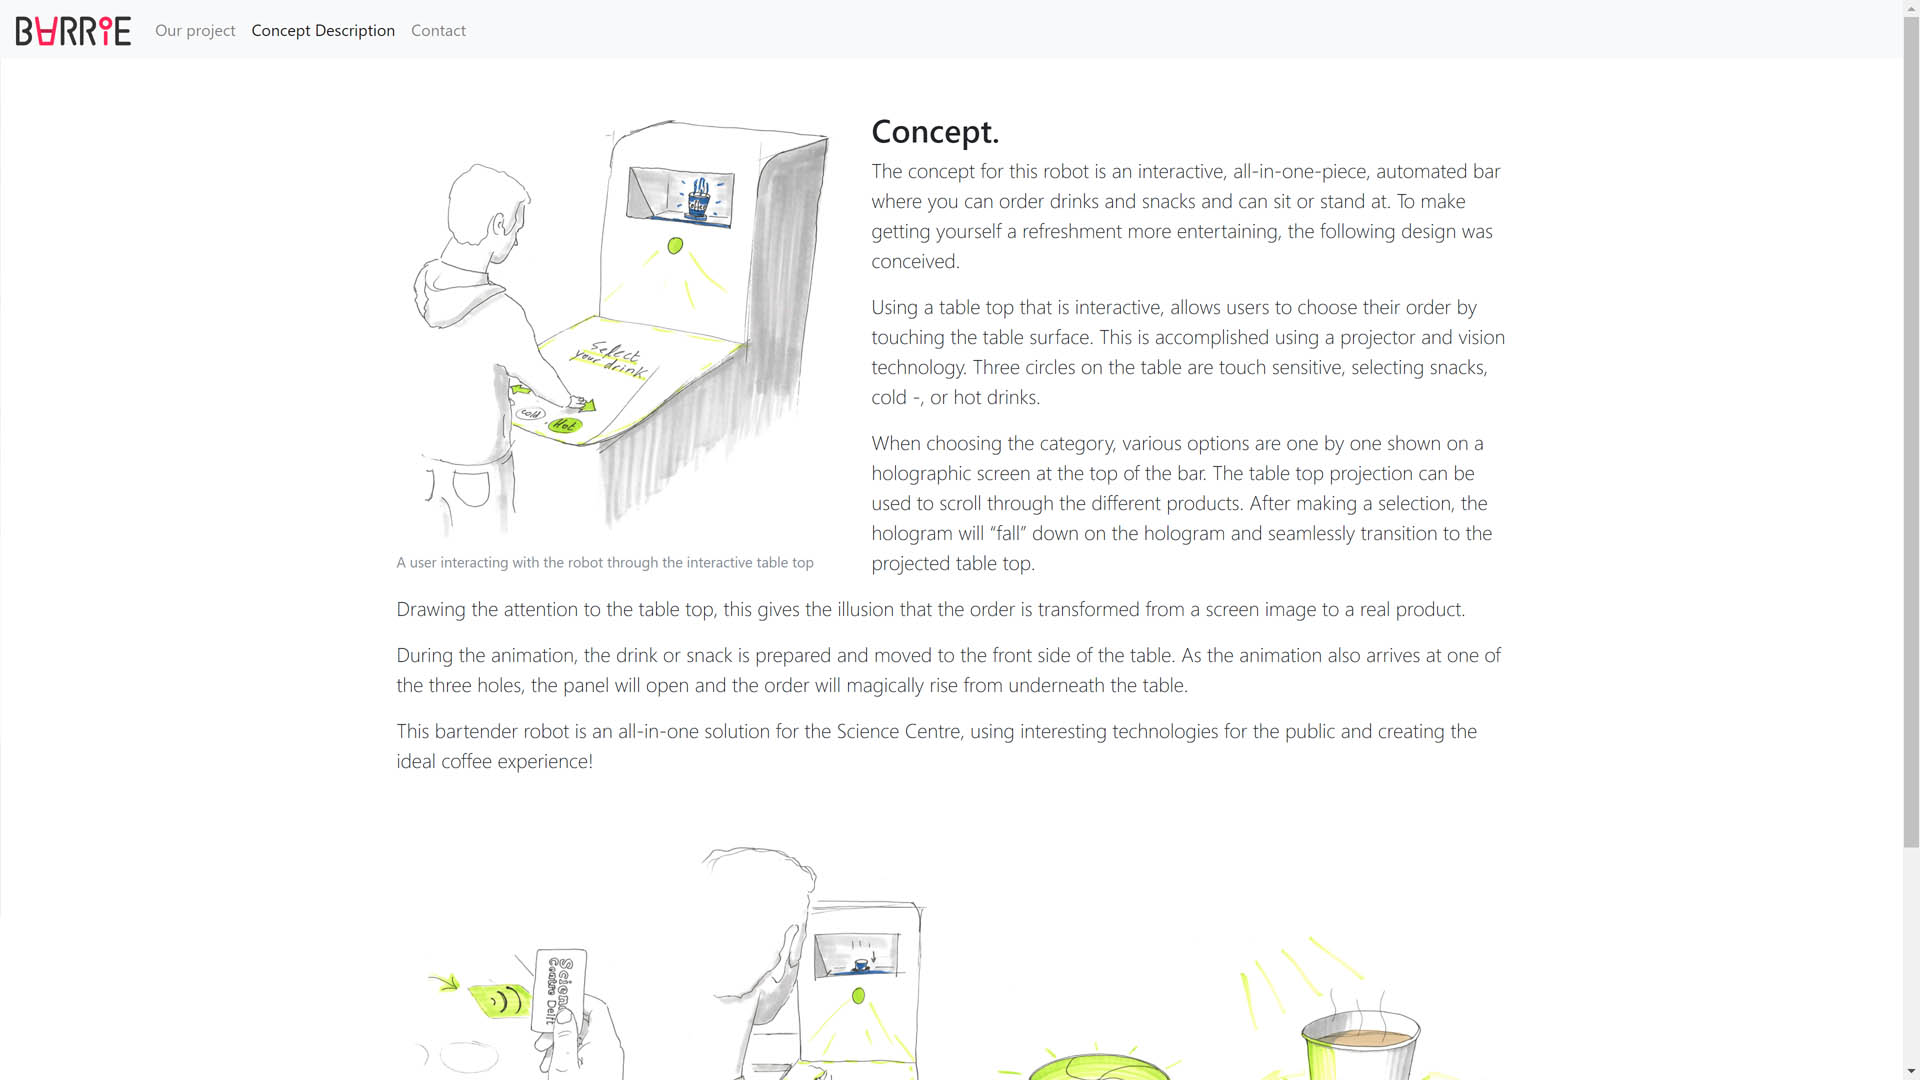 BARRiE
Our project
Concept Description
Contact
Concept.
The concept for this robot is an interactive, all-in-one-piece, automated bar
where you can order drinks and snacks and can sit or stand at. To make
getting yourself a refreshment more entertaining, the following design was
conceived.
Using a table top that is interactive, allows users to choose their order by
touching the table surface. This is accomplished using a projector and vision
technology. Three circles on the table are touch sensitive, selecting snacks,
cold -, or hot drinks.
When choosing the category, various options are one by one shown on a
holographic screen at the top of the bar. The table top projection can be
used to scroll through the different products. After making a selection, the
hologram will “fall” down on the hologram and seamlessly transition to the
projected table top.
Select
your drink
cold
Hot
A user interacting with the robot through the interactive table top
Drawing the attention to the table top, this gives the illusion that the order is transformed from a screen image to a real product.
During the animation, the drink or snack is prepared and moved to the front side of the table. As the animation also arrives at one of
the three holes, the panel will open and the order will magically rise from underneath the table.
This bartender robot is an all-in-one solution for the Science Centre, using interesting technologies for the public and creating the
ideal coffee experience!
Centre Delft